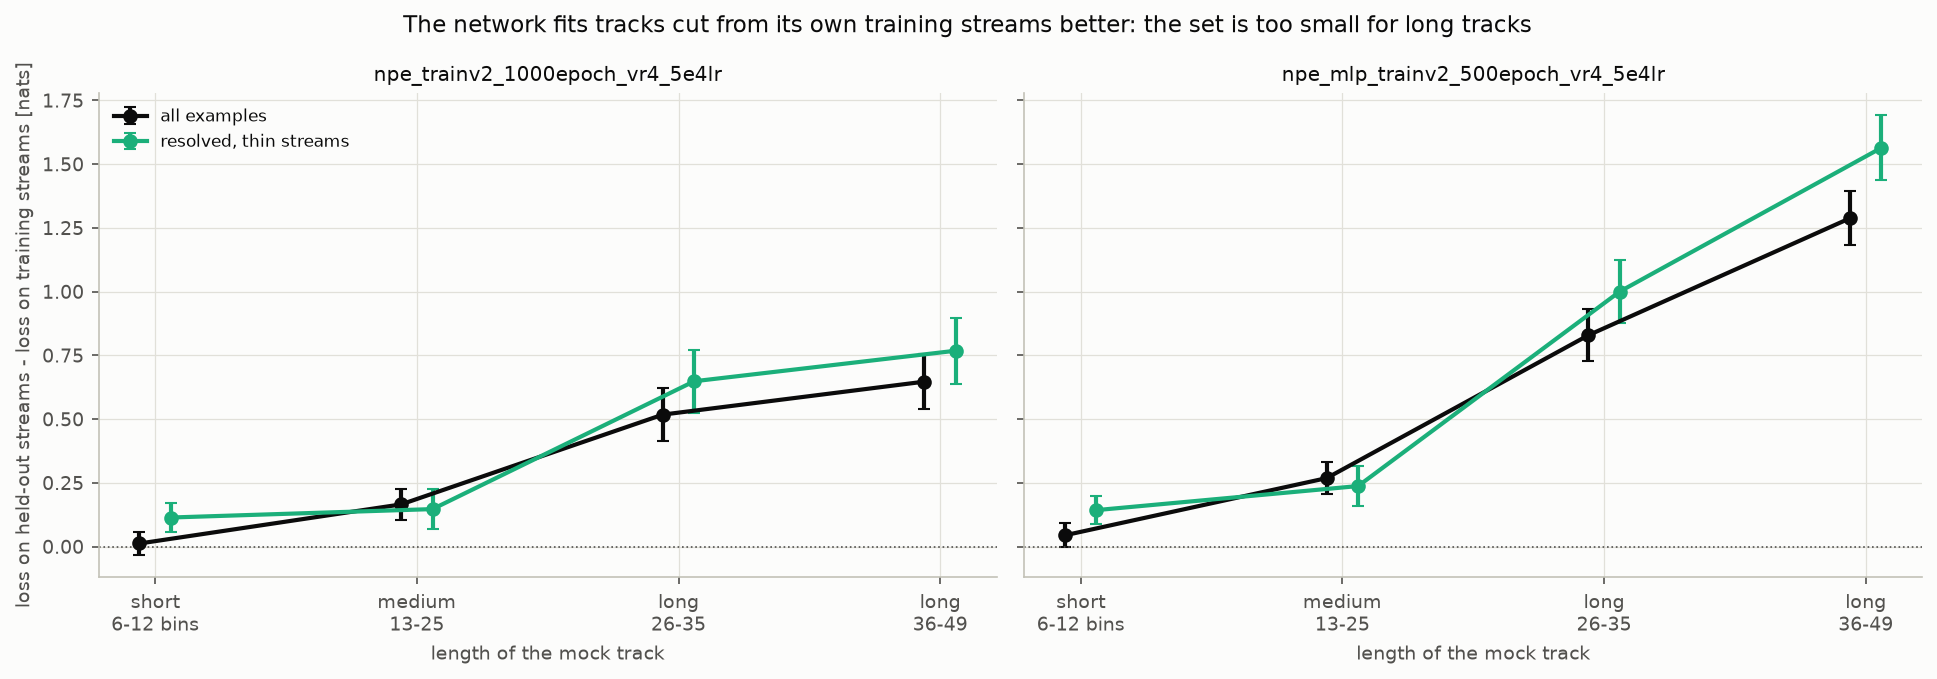 The network fits tracks cut from its own training streams better: the set is too small for long tracks
npe_trainv2_1000epoch_vr4_5e4lr
npe_mlp_trainv2_500epoch_vr4_5e4lr
loss on held-out streams - loss on training streams [nats]
1.75
1.50
1.25
1.00
0.75
0.50
0.25
0.00
all examples
resolved, thin streams
short
6-12 bins
medium
13-25
long
26-35
long
36-49
length of the mock track
short
6-12 bins
medium
13-25
long
26-35
long
36-49
length of the mock track